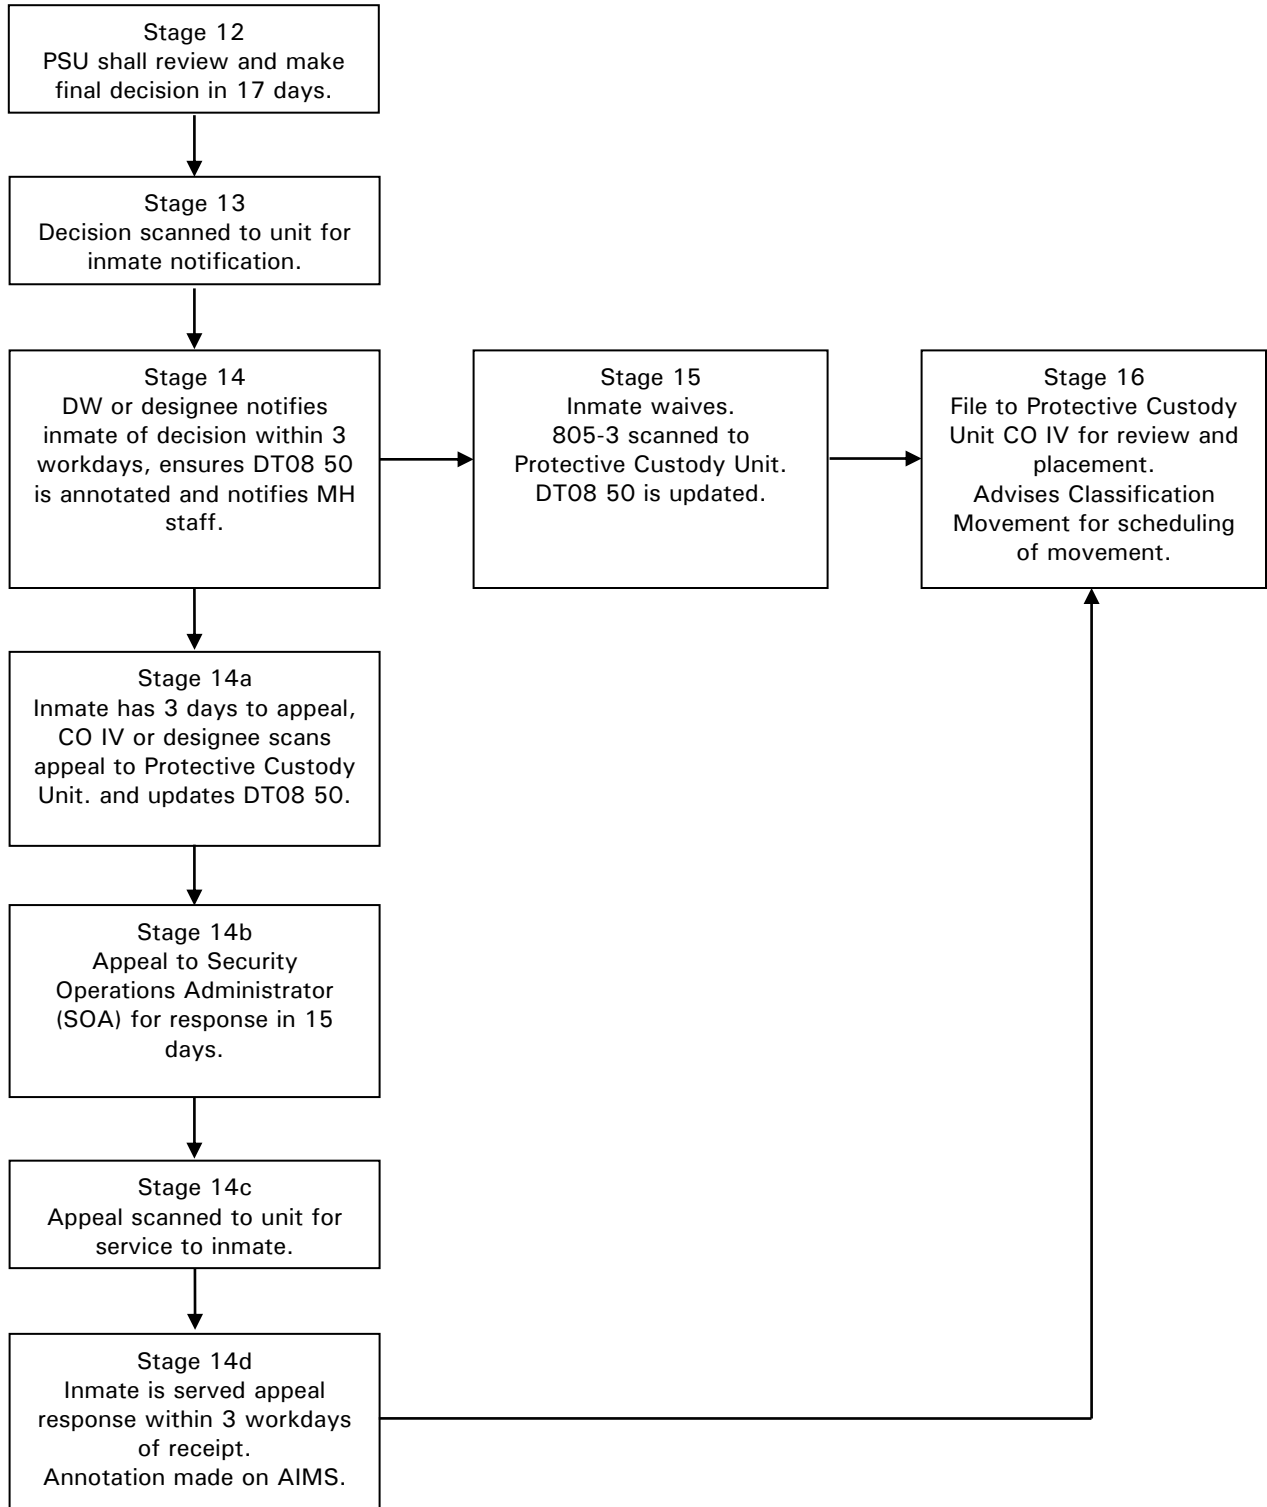 Stage 12
PSU shall review and make
final decision in 17 days.
Stage 13
Decision scanned to unit for
inmate notification.
Stage 14
DW or designee notifies
inmate of decision within 3
workdays, ensures DT08 50
is annotated and notifies MH
staff.
Stage 15
Inmate waives.
805-3 scanned to
Protective Custody Unit.
DT08 50 is updated.
Stage 16
File to Protective Custody
Unit CO IV for review and
placement.
Advises Classification
Movement for scheduling
of movement.
Stage 14a
Inmate has 3 days to appeal,
CO IV or designee scans
appeal to Protective Custody
Unit. and updates DT08 50.
Stage 14b
Appeal to Security
Operations Administrator
(SOA) for response in 15
days.
Stage 14c
Appeal scanned to unit for
service to inmate.
Stage 14d
Inmate is served appeal
response within 3 workdays
of receipt.
Annotation made on AIMS.